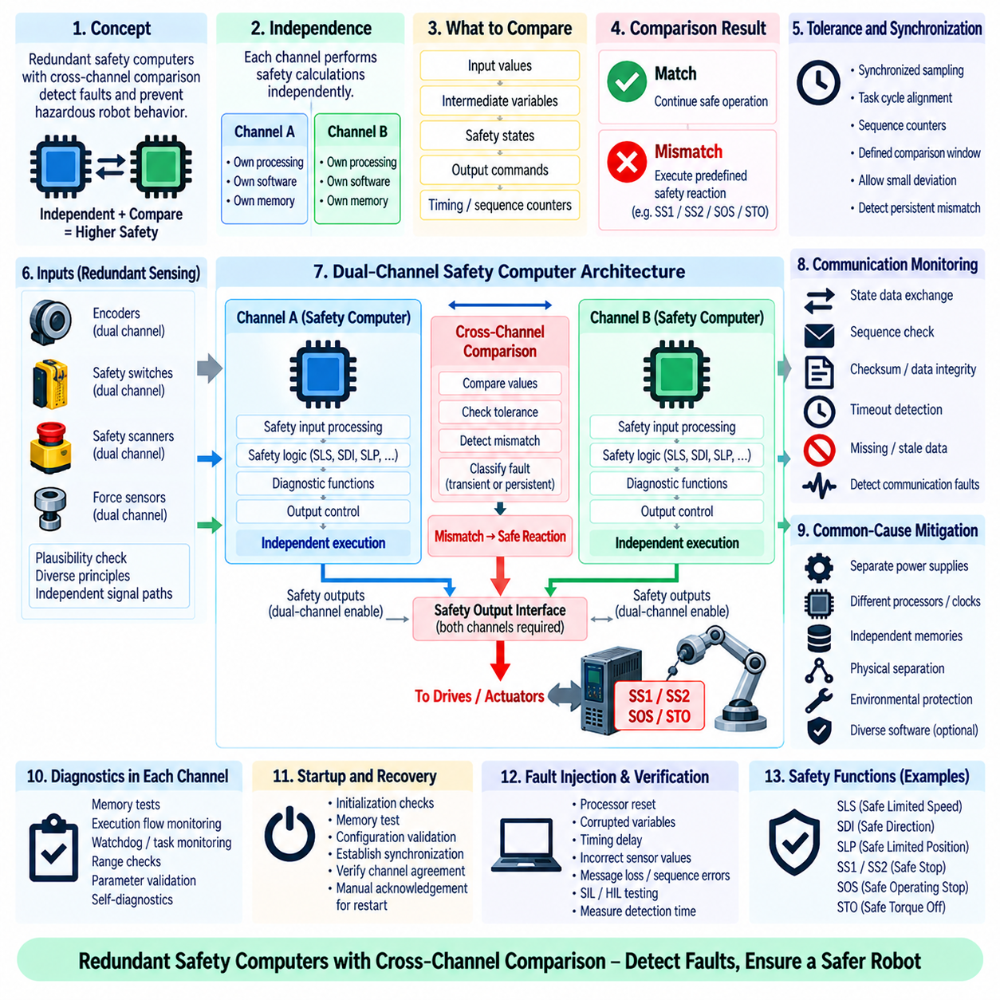 1. Concept
Redundant safety computers
with cross-channel comparison
detect faults and prevent
hazardous robot behavior.
Independent + Compare
= Higher Safety
2. Independence
Each channel performs
safety calculations
independently.
Channel A
• Own processing
• Own software
• Own memory
Channel B
• Own processing
• Own software
• Own memory
3. What to Compare
Input values
Intermediate variables
Safety states
Output commands
Timing / sequence counters
4. Comparison Result
Match
Continue safe operation
Mismatch
Execute predefined
safety reaction
(e.g. SS1 / SS2 / SOS / STO)
5. Tolerance and Synchronization
• Synchronized sampling
• Task cycle alignment
• Sequence counters
• Defined comparison window
• Allow small deviation
• Detect persistent mismatch
6. Inputs (Redundant Sensing)
Encoders
(dual channel)
Safety switches
(dual channel)
Safety scanners
(dual channel)
Force sensors
(dual channel)
Plausibility check
Diverse principles
Independent signal paths
7. Dual-Channel Safety Computer Architecture
Channel A (Safety Computer)
Safety input processing
Safety logic (SLS, SDI, SLP, ...)
Diagnostic functions
Output control
Independent execution
Cross-Channel
Comparison
Compare values
Check tolerance
Detect mismatch
Classify fault
(transient or persistent)
Mismatch → Safe Reaction
Channel B (Safety Computer)
Safety input processing
Safety logic (SLS, SDI, SLP, ...)
Diagnostic functions
Output control
Independent execution
Safety outputs
(dual-channel enable)
Safety Output Interface
(both channels required)
Safety outputs
(dual-channel enable)
To Drives / Actuators
SS1 / SS2
SOS / STO
8. Communication Monitoring
State data exchange
Sequence check
Checksum / data integrity
Timeout detection
Missing / stale data
Detect communication faults
9. Common-Cause Mitigation
Separate power supplies
Different processors / clocks
Independent memories
Physical separation
Environmental protection
Diverse software (optional)
10. Diagnostics in Each Channel
Memory tests
Execution flow monitoring
Watchdog / task monitoring
Range checks
Parameter validation
Self-diagnostics
11. Startup and Recovery
• Initialization checks
• Memory test
• Configuration validation
• Establish synchronization
• Verify channel agreement
• Manual acknowledgement
for restart
12. Fault Injection & Verification
• Processor reset
• Corrupted variables
• Timing delay
• Incorrect sensor values
• Message loss / sequence errors
• SIL / HIL testing
• Measure detection time
13. Safety Functions (Examples)
SLS (Safe Limited Speed)
SDI (Safe Direction)
SLP (Safe Limited Position)
SS1 / SS2 (Safe Stop)
SOS (Safe Operating Stop)
STO (Safe Torque Off)
Redundant Safety Computers with Cross-Channel Comparison – Detect Faults, Ensure a Safer Robot